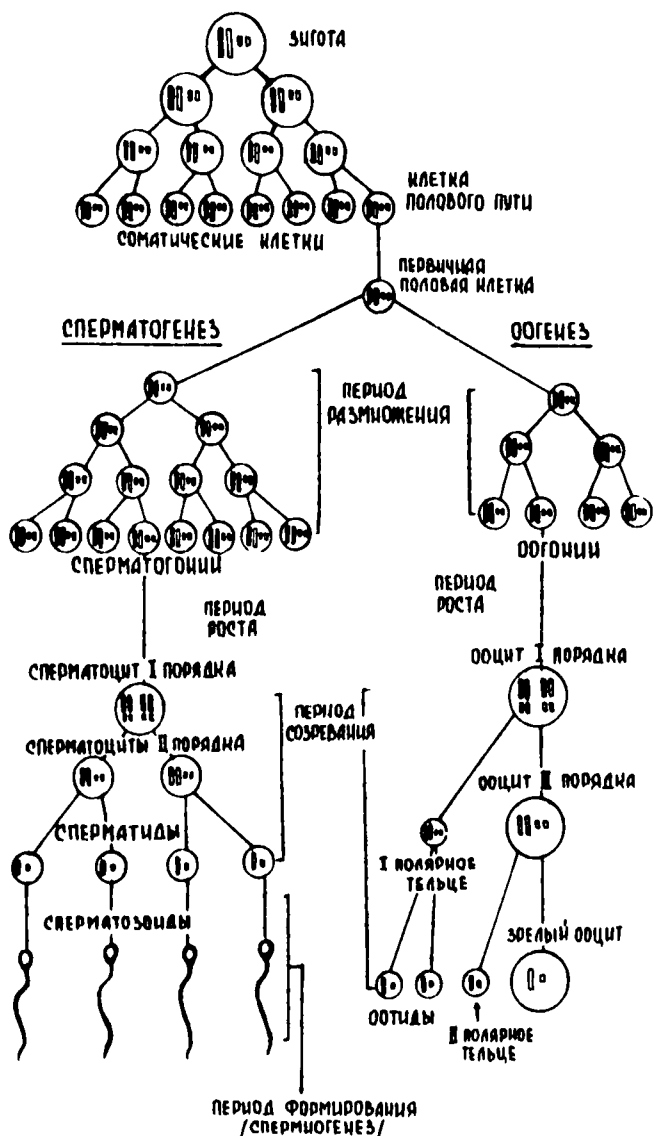 ЗИГОТА
КЛЕТКА
ПОЛОВОГО ПУТИ
СОМАТИЧЕСКИЕ КЛЕТКИ
ПЕРВИЧНАЯ
ПОЛОВАЯ КЛЕТКА
СПЕРМАТОГЕНЕЗ
ООГЕНЕЗ
ПЕРИОД
РАЗМНОЖЕНИЯ
СПЕРМАТОГОНИИ
ООГОНИИ
ПЕРИОД
РОСТА
ПЕРИОД
РОСТА
СПЕРМАТОЦИТ I ПОРЯДКА
ООЦИТ I ПОРЯДКА
ПЕРИОД
СОЗРЕВАНИЯ
СПЕРМАТОЦИТЫ II ПОРЯДКА
ООЦИТ II ПОРЯДКА
СПЕРМАТИДЫ
I ПОЛЯРНОЕ
ТЕЛЬЦЕ
СПЕРМАТОЗОИДЫ
ЗРЕЛЫЙ ООЦИТ
ООТИДЫ
II ПОЛЯРНОЕ
ТЕЛЬЦЕ
ПЕРИОД ФОРМИРОВАНИЯ
/СПЕРМИОГЕНЕЗ/